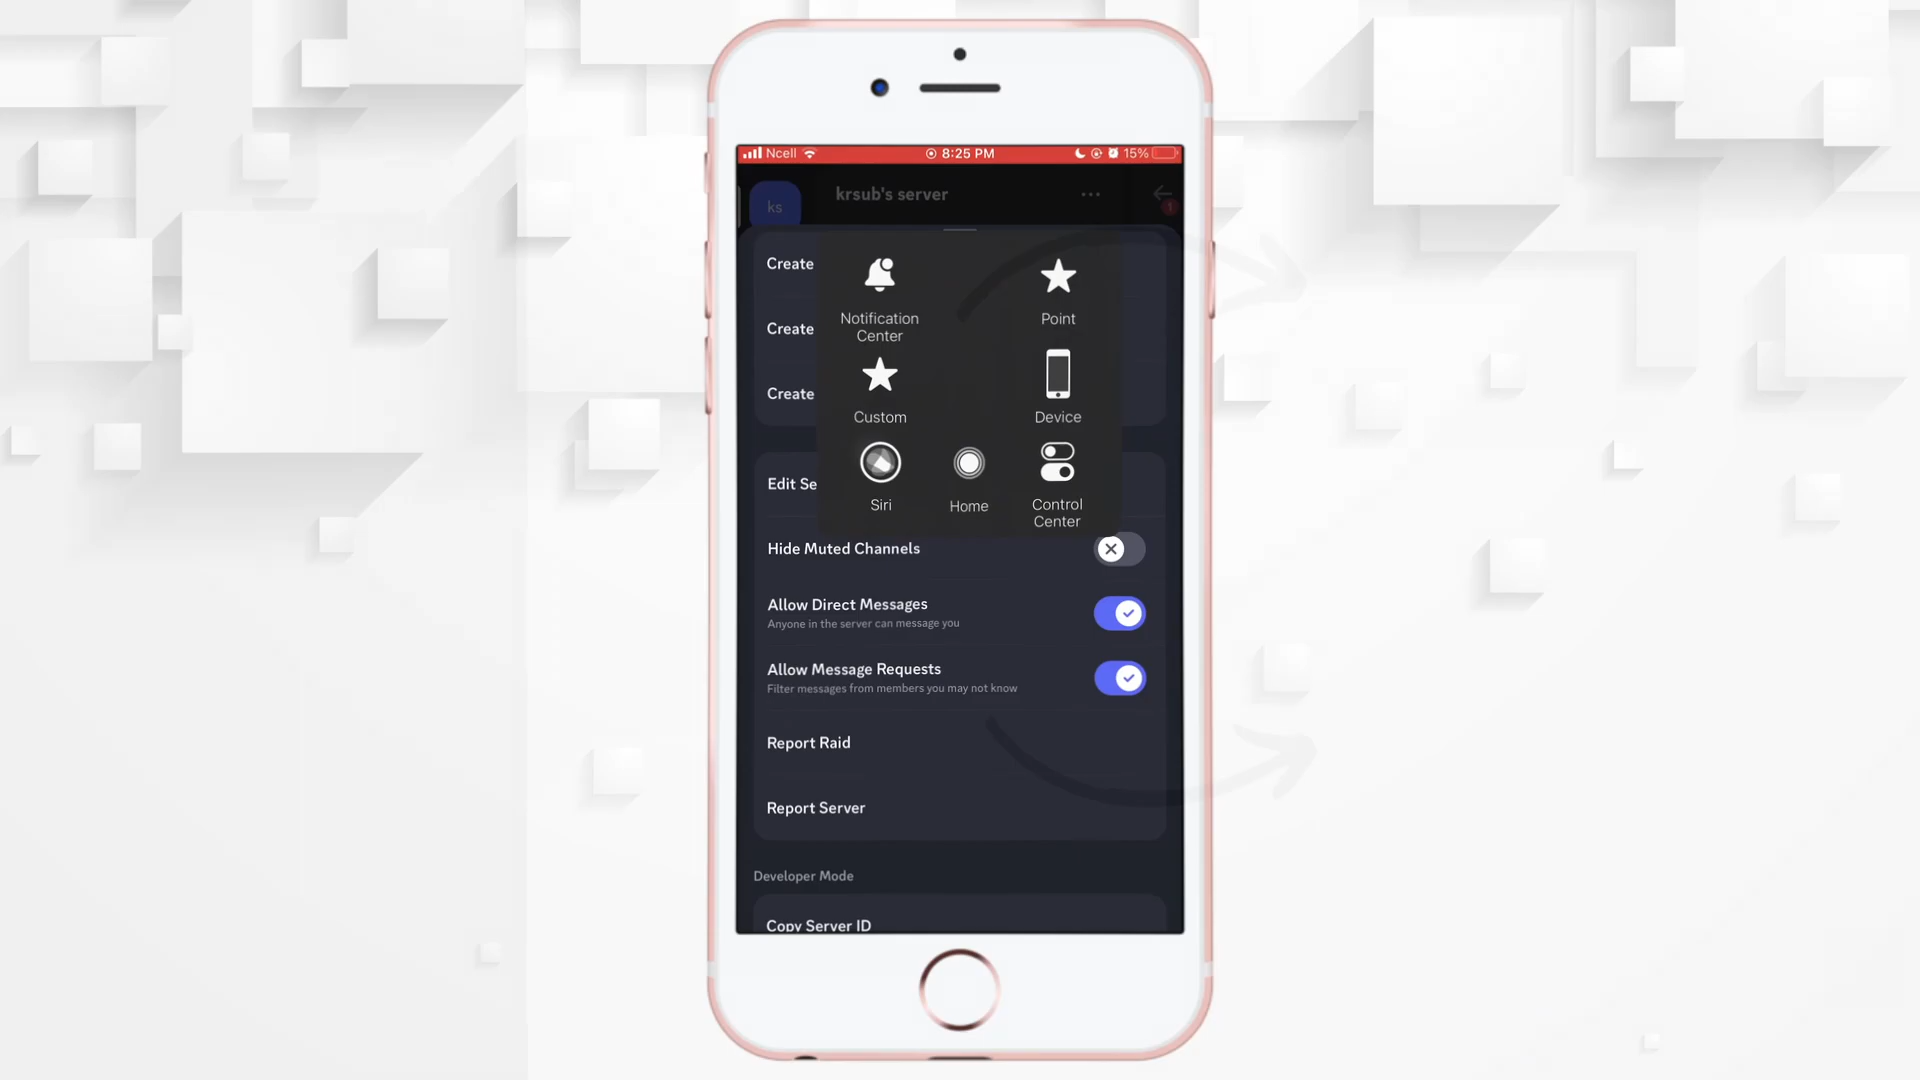 Ncell 8:25 PM 15%
ks krsub's server 1
Create
Create
Create
Notification
Center
Point
Custom
Device
Siri
Home
Control
Center
Edit Se
Hide Muted Channels
Allow Direct Messages
Anyone in the server can message you
Allow Message Requests
Filter messages from members you may not know
Report Raid
Report Server
Developer Mode
Copy Server ID